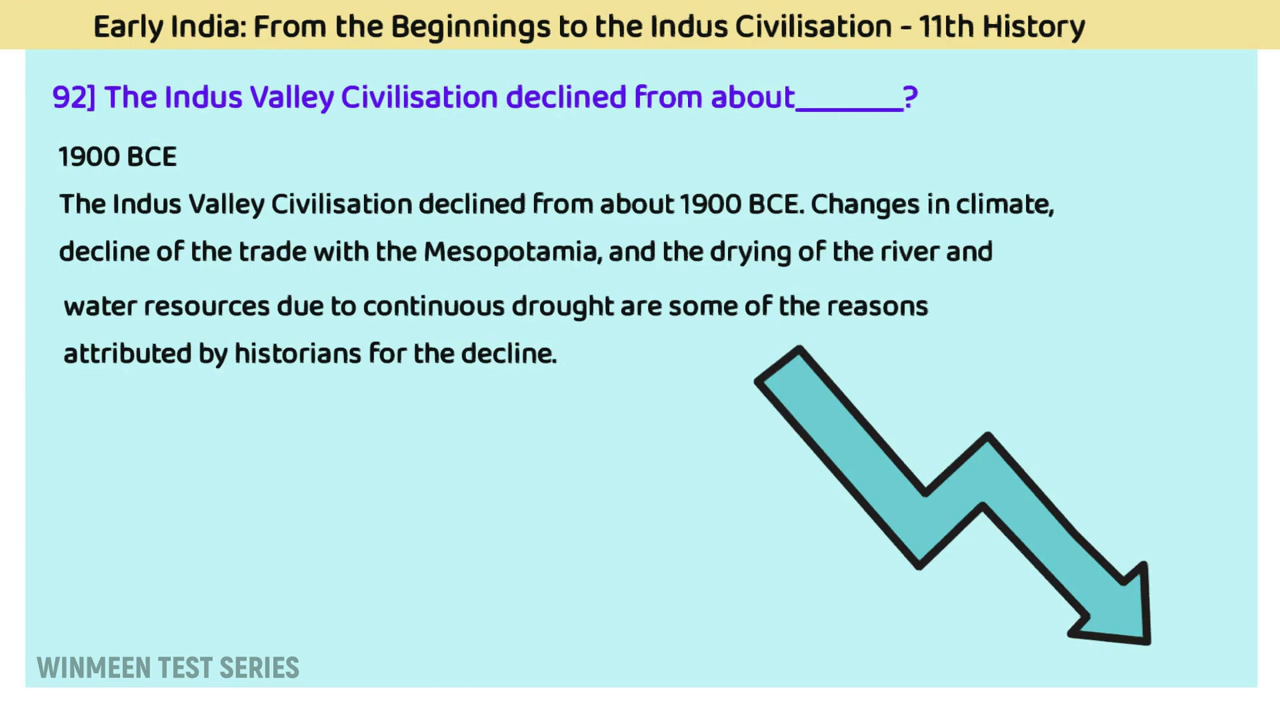 Early India: From the Beginnings to the Indus Civilisation - 11th History
92] The Indus Valley Civilisation declined from about_______?
1900 BCE
The Indus Valley Civilisation declined from about 1900 BCE. Changes in climate,
decline of the trade with the Mesopotamia, and the drying of the river and
water resources due to continuous drought are some of the reasons
attributed by historians for the decline.
WINMEEN TEST SERIES